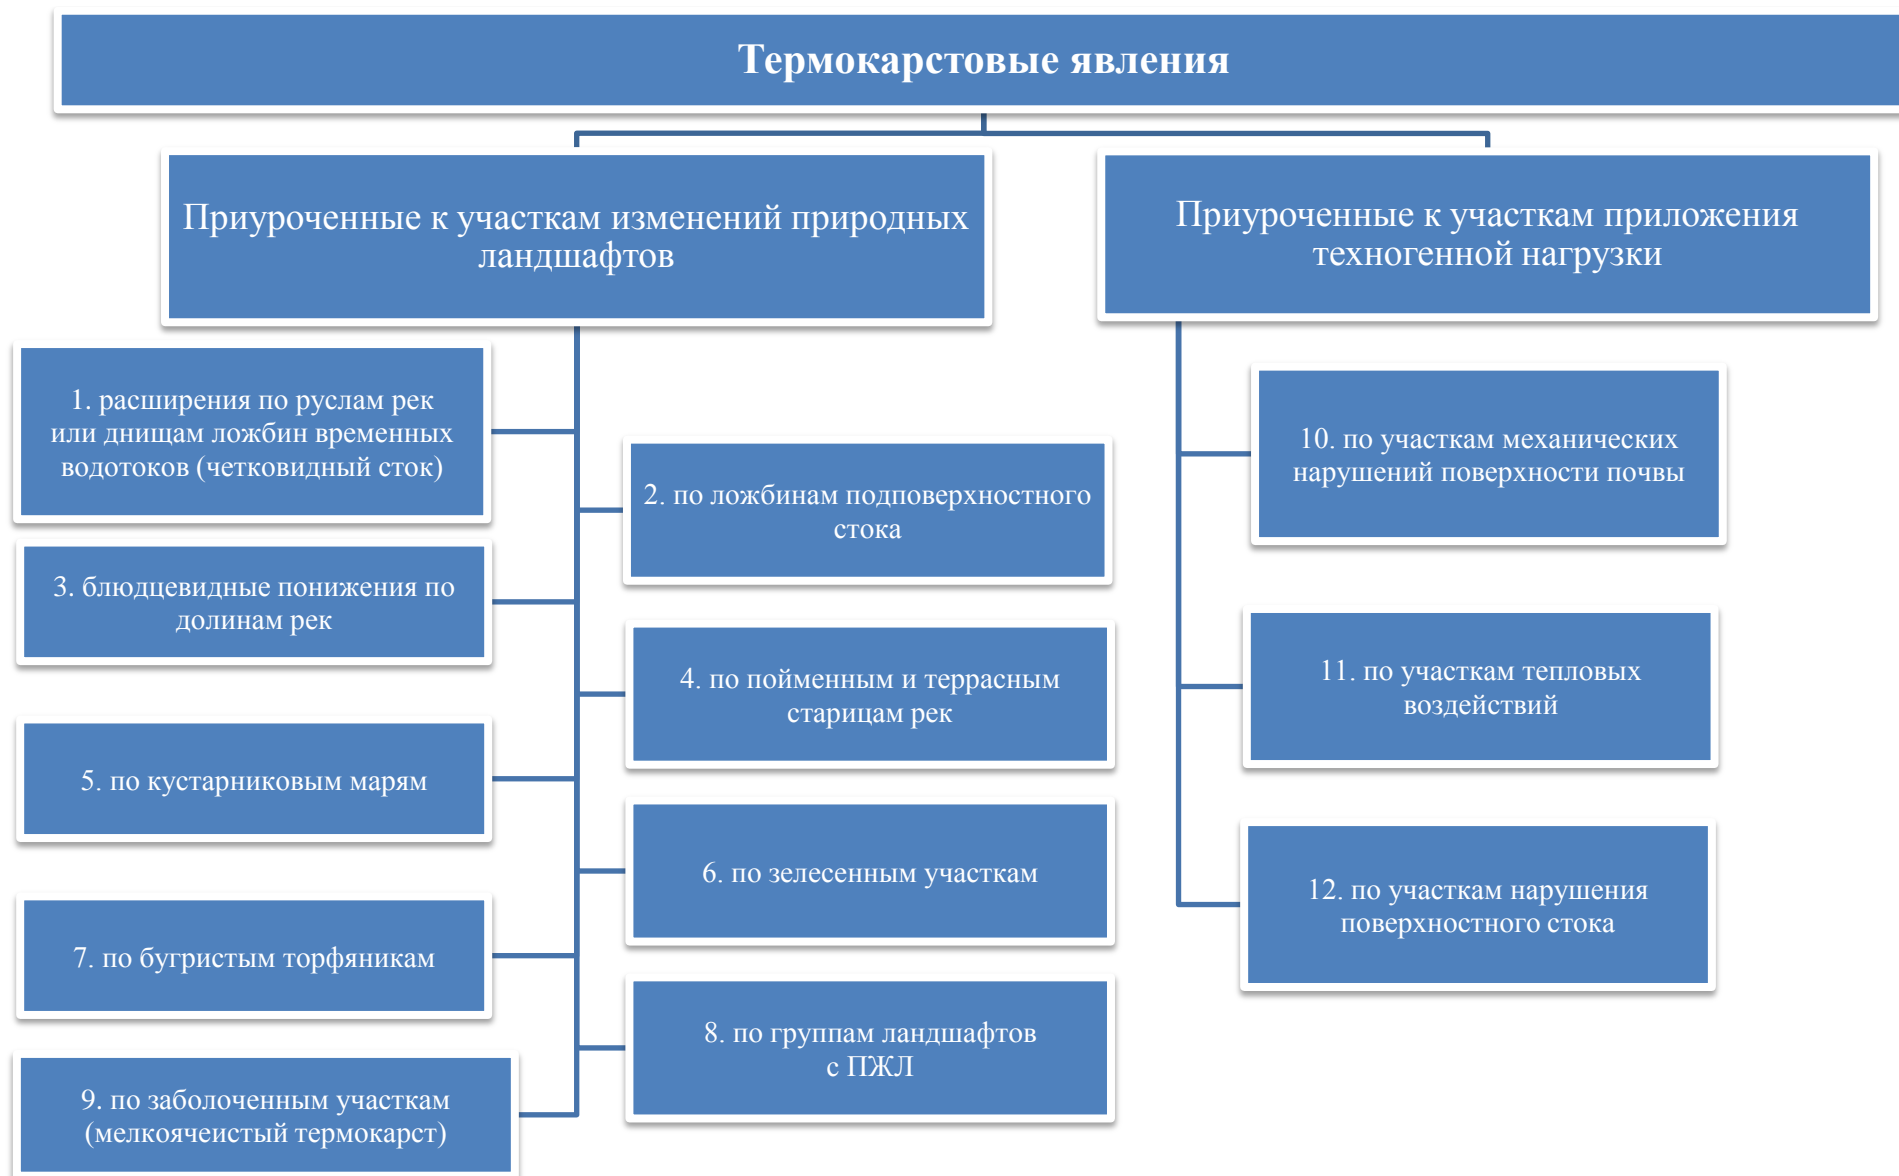 Термокарстовые явления
Приуроченные к участкам изменений природных
ландшафтов
Приуроченные к участкам приложения
техногенной нагрузки
1. расширения по руслам рек
или днищам ложбин временных
водотоков (четковидный сток)
2. по ложбинам подповерхностного
стока
3. блюдцевидные понижения по
долинам рек
4. по пойменным и террасным
старицам рек
5. по кустарниковым марям
6. по зелесенным участкам
7. по бугристым торфяникам
8. по группам ландшафтов
с ПЖЛ
9. по заболоченным участкам
(мелкоячеистый термокарст)
10. по участкам механических
нарушений поверхности почвы
11. по участкам тепловых
воздействий
12. по участкам нарушения
поверхностного стока